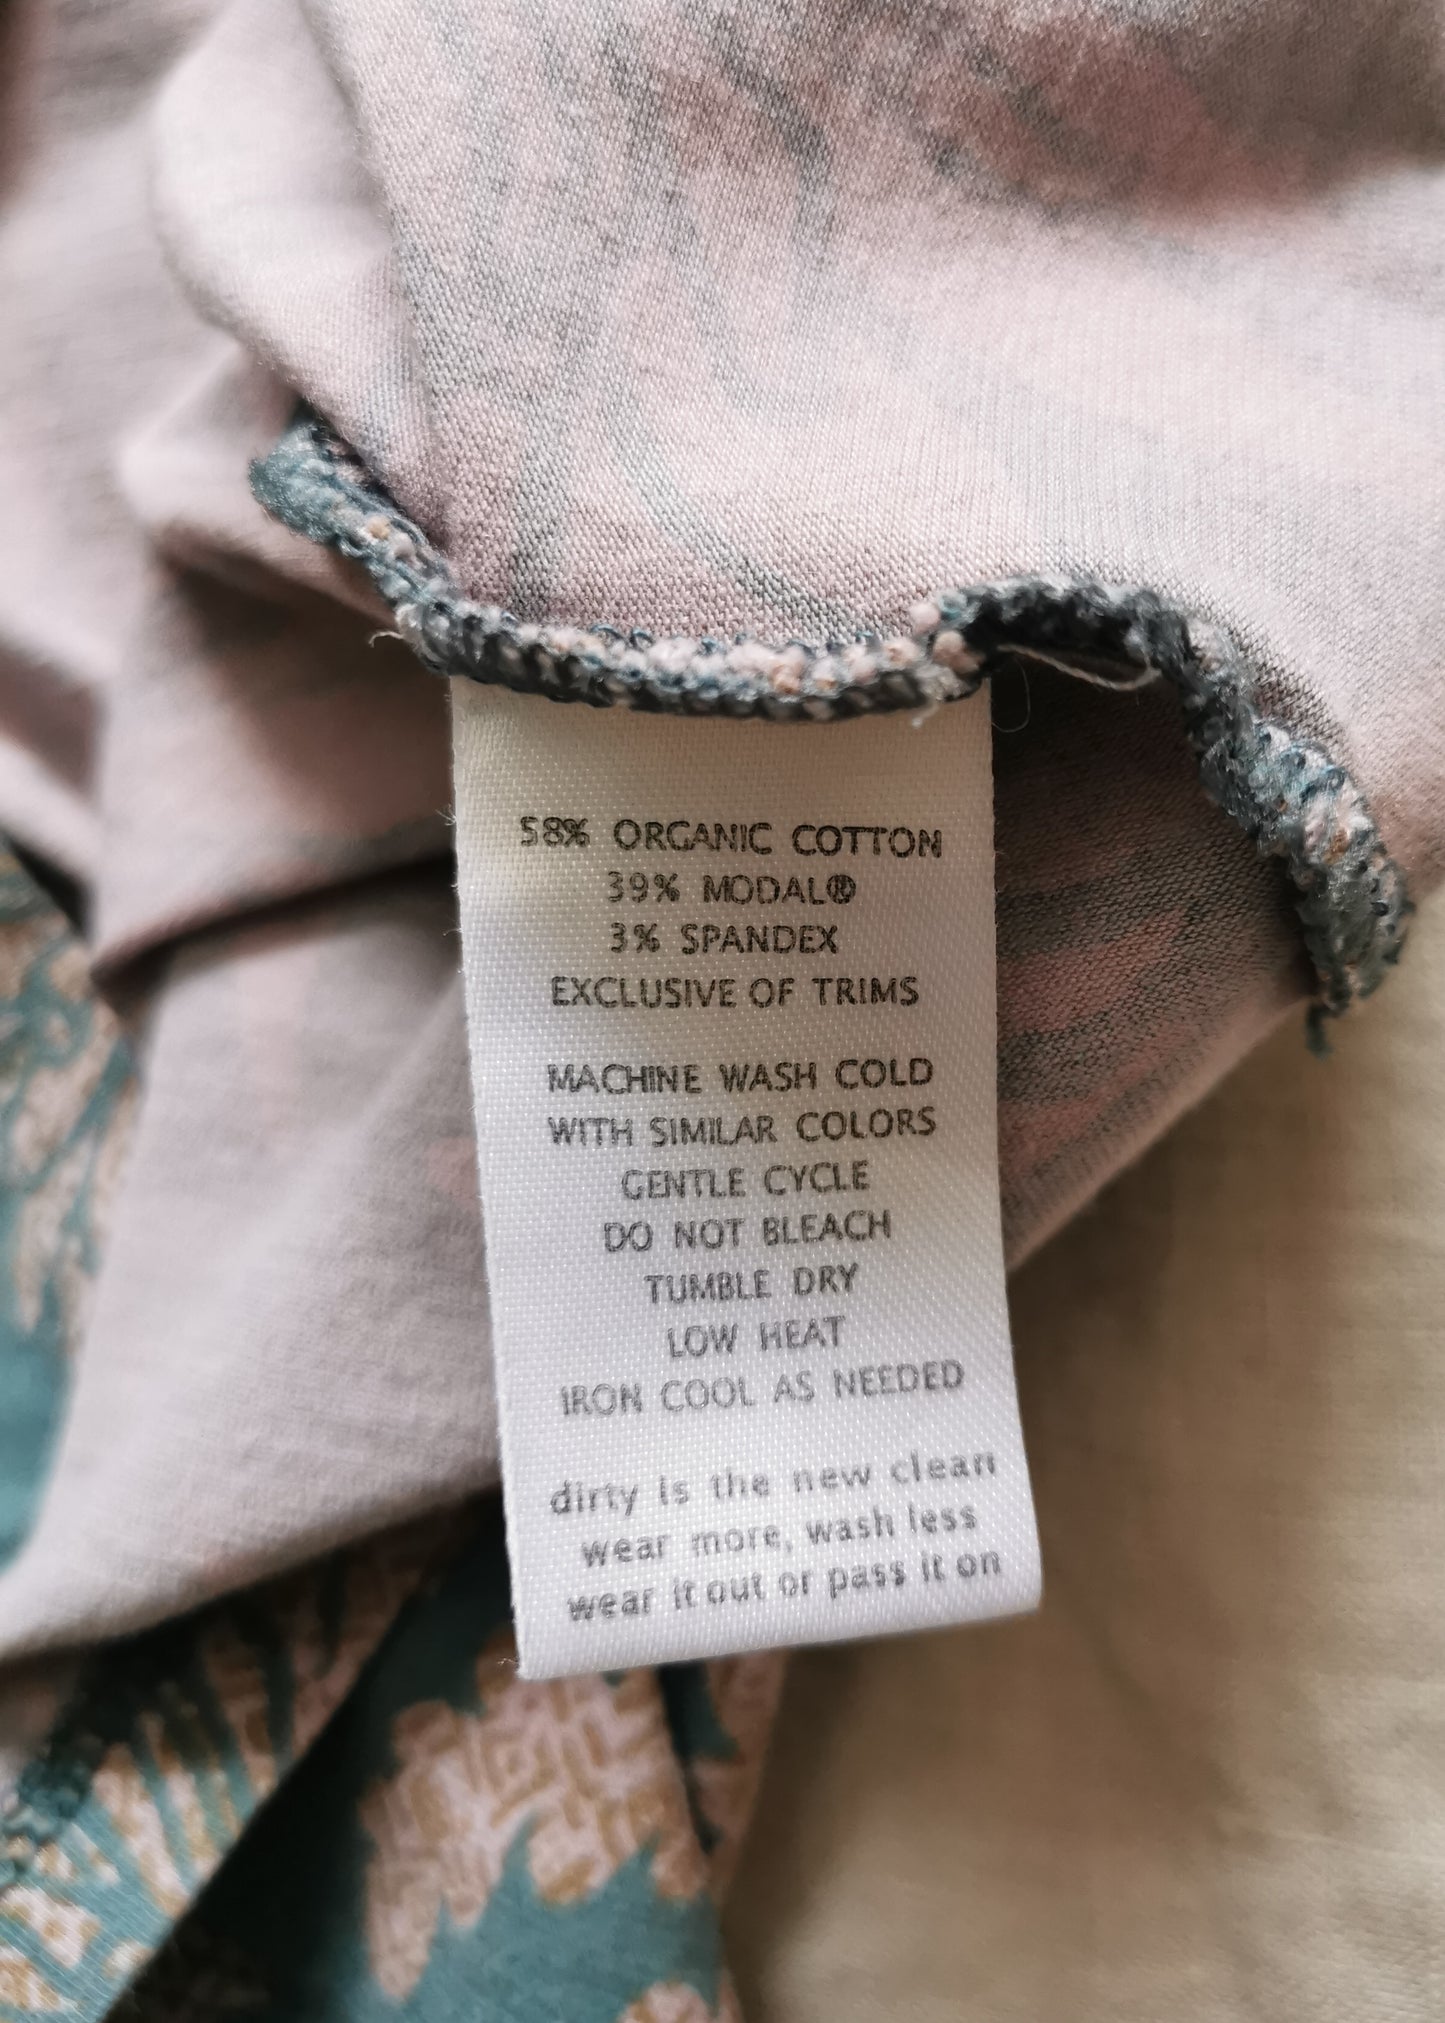 58% ORGANIC COTTON
39% MODAL®
3% SPANDEX
EXCLUSIVE OF TRIMS
MACHINE WASH COLD
WITH SIMILAR COLORS
GENTLE CYCLE
DO NOT BLEACH
TUMBLE DRY
LOW HEAT
IRON COOL AS NEEDED
dirty is the new clean
wear more, wash less
wear it out or pass it on